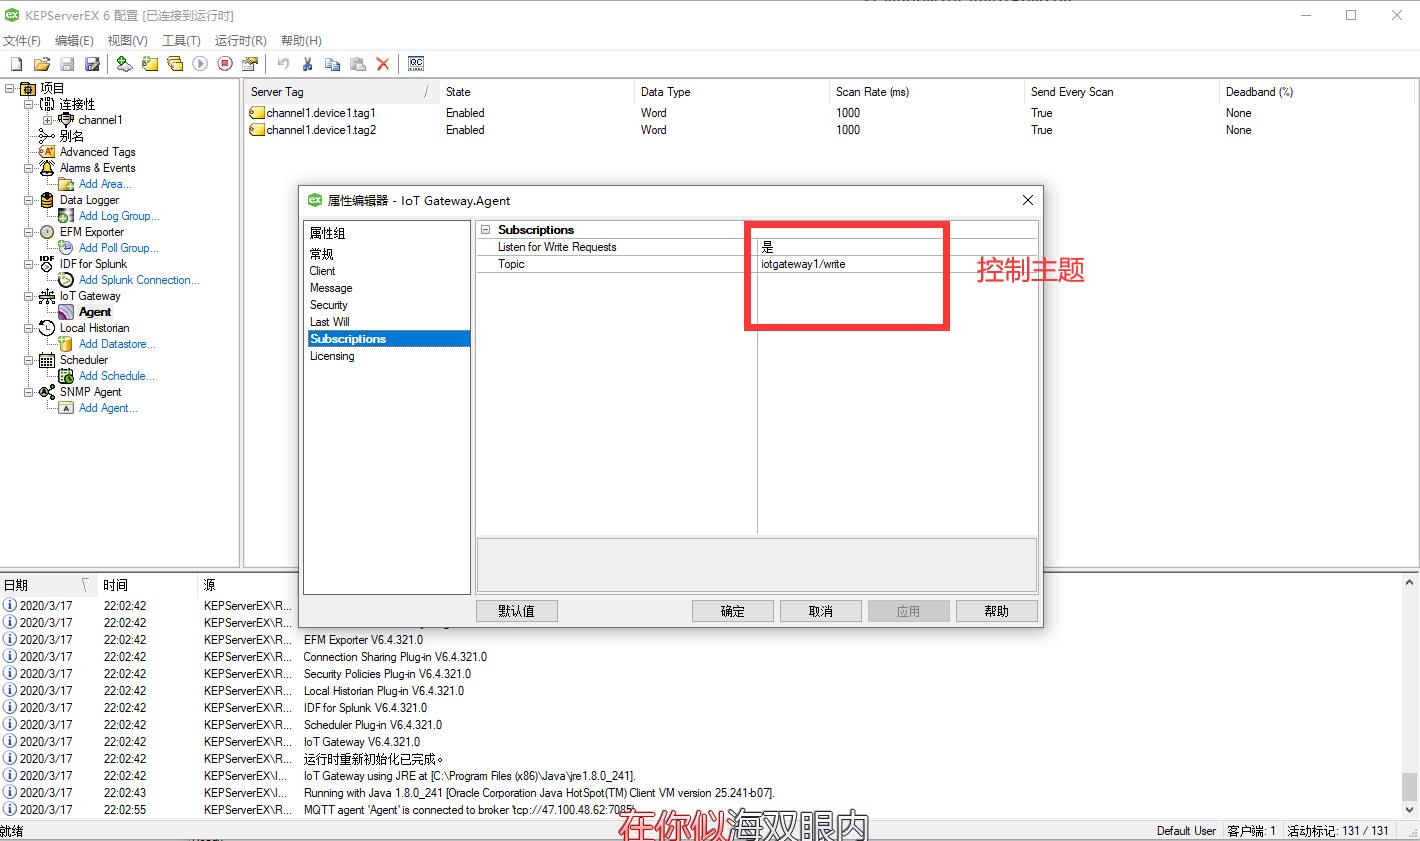 KEPServerEX 6 配置 [已连接到运行时]
文件(F) 编辑(E) 视图(V) 工具(T) 运行时(R) 帮助(H)
项目
连接性
channel1
别名
Advanced Tags
Alarms & Events
Add Area...
Data Logger
Add Log Group...
EFM Exporter
Add Poll Group...
IDF for Splunk
Add Splunk Connection...
IoT Gateway
Agent
Local Historian
Add Datastore...
Scheduler
Add Schedule...
SNMP Agent
Add Agent...
Server Tag State Data Type Scan Rate (ms) Send Every Scan Deadband (%)
channel1.device1.tag1 Enabled Word 1000 True None
channel1.device1.tag2 Enabled Word 1000 True None
属性编辑器 - IoT Gateway.Agent
属性组
常规
Client
Message
Security
Last Will
Subscriptions
Licensing
Subscriptions
Listen for Write Requests 是
Topic iotgateway1/write
控制主题
默认值 确定 取消 应用 帮助
日期 时间 源
2020/3/17 22:02:42 KEPServerEX\R...
2020/3/17 22:02:42 KEPServerEX\R...
2020/3/17 22:02:42 KEPServerEX\R... EFM Exporter V6.4.321.0
2020/3/17 22:02:42 KEPServerEX\R... Connection Sharing Plug-in V6.4.321.0
2020/3/17 22:02:42 KEPServerEX\R... Security Policies Plug-in V6.4.321.0
2020/3/17 22:02:42 KEPServerEX\R... Local Historian Plug-in V6.4.321.0
2020/3/17 22:02:42 KEPServerEX\R... IDF for Splunk V6.4.321.0
2020/3/17 22:02:42 KEPServerEX\R... Scheduler Plug-in V6.4.321.0
2020/3/17 22:02:42 KEPServerEX\R... IoT Gateway V6.4.321.0
2020/3/17 22:02:42 KEPServerEX\R... 运行时重新初始化已完成。
2020/3/17 22:02:42 KEPServerEX\I... IoT Gateway using JRE at [C:\Program Files (x86)\Java\jre1.8.0_241].
2020/3/17 22:02:43 KEPServerEX\I... Running with Java 1.8.0_241 [Oracle Corporation Java HotSpot(TM) Client VM version 25.241-b07].
2020/3/17 22:02:55 KEPServerEX\R... MQTT agent 'Agent' is connected to broker 'tcp://47.100.48.62:7085'.
在你似海双眼内
就绪 Default User 客户端: 1 活动标记: 131 / 131